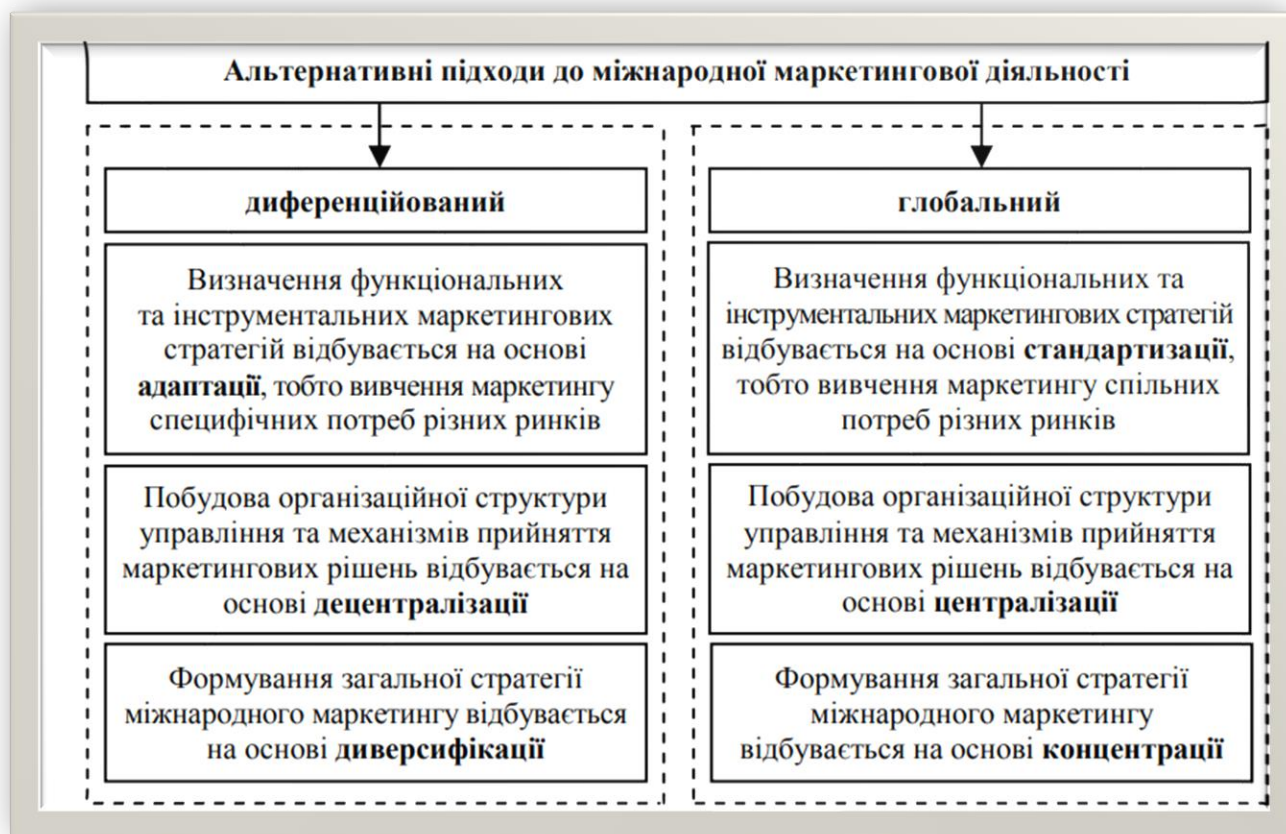 Альтернативні підходи до міжнародної маркетингової діяльності
диференційований
Визначення функціональних
та інструментальних маркетингових
стратегій відбувається на основі
адаптації, тобто вивчення маркетингу
специфічних потреб різних ринків
Побудова організаційної структури
управління та механізмів прийняття
маркетингових рішень відбувається на
основі децентралізації
Формування загальної стратегії
міжнародного маркетингу відбувається
на основі диверсифікації
глобальний
Визначення функціональних та
інструментальних маркетингових стратегій
відбувається на основі стандартизації,
тобто вивчення маркетингу спільних
потреб різних ринків
Побудова організаційної структури
управління та механізмів прийняття
маркетингових рішень відбувається на
основі централізації
Формування загальної стратегії
міжнародного маркетингу
відбувається на основі концентрації